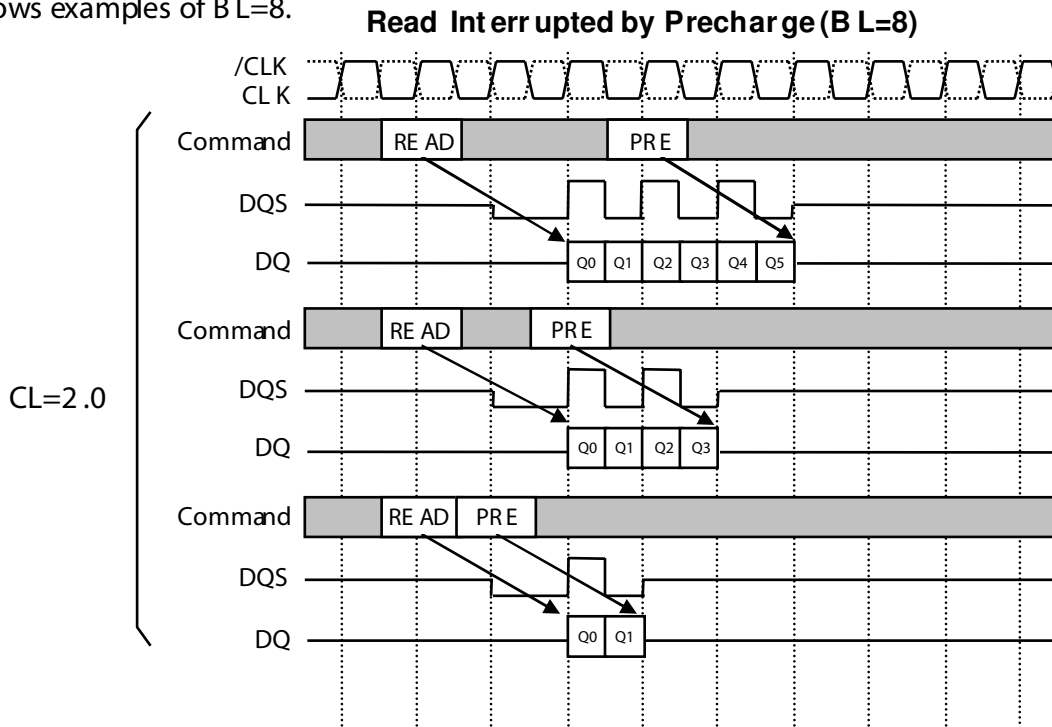 ows examples of BL=8.
Read Interrupted by Precharge (BL=8)
/CLK
CLK
Command READ PRE
DQS
DQ Q0 Q1 Q2 Q3 Q4 Q5
Command READ PRE
DQS
CL=2.0
DQ Q0 Q1 Q2 Q3
Command READ PRE
DQS
DQ Q0 Q1